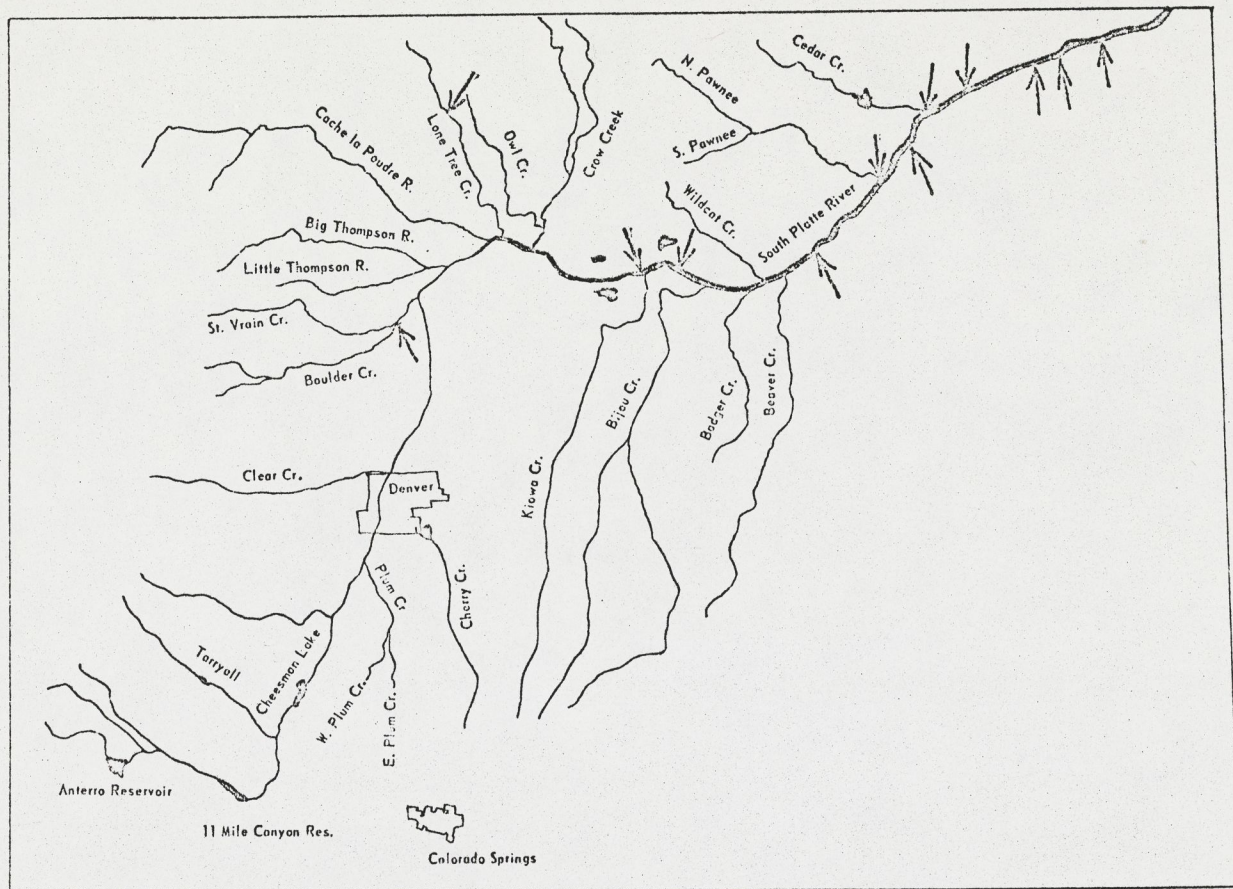 Cedar Cr.
N. Pawnee
S. Pawnee
Cache la Poudre R.
Lone Tree Cr.
Owl Cr.
Crow Creek
Wildcat Cr.
South Platte River
Big Thompson R.
Little Thompson R.
St. Vrain Cr.
Boulder Cr.
Kiowa Cr.
Bijou Cr.
Badger Cr.
Beaver Cr.
Clear Cr.
Denver
Plum Cr
Cherry Cr.
Tarryall
Cheesman Lake
W. Plum Cr.
E. Plum Cr.
Anterro Reservoir
11 Mile Canyon Res.
Colorado Springs